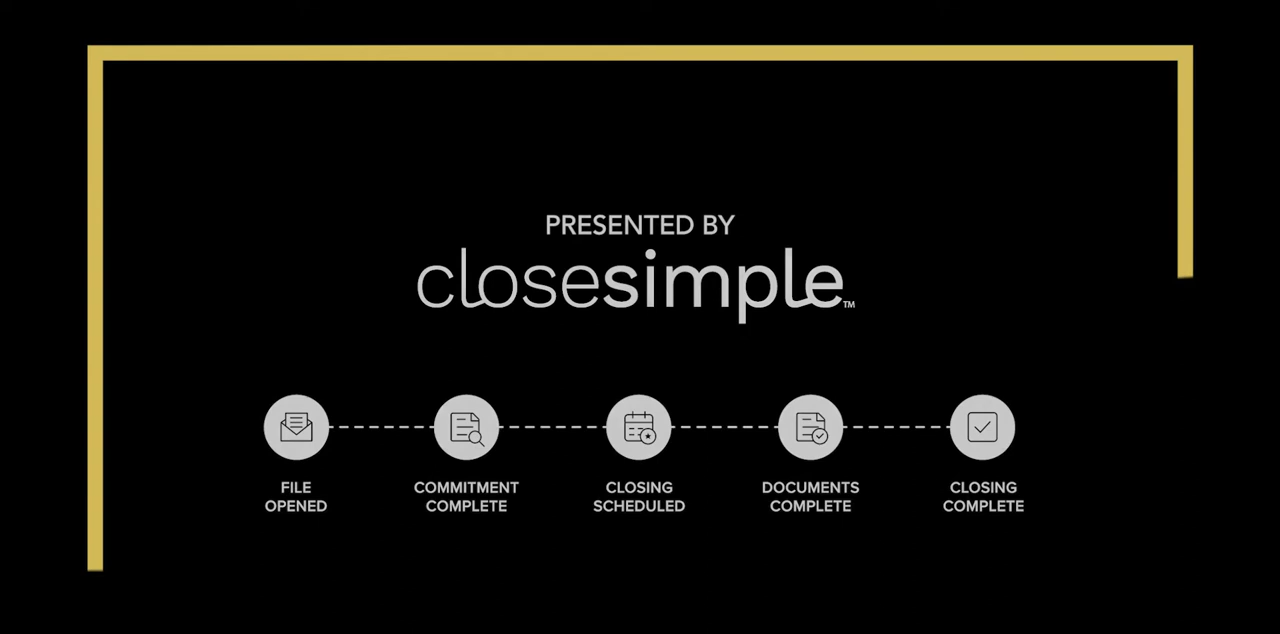 PRESENTED BY
closesimple™
FILE
OPENED
COMMITMENT
COMPLETE
CLOSING
SCHEDULED
DOCUMENTS
COMPLETE
CLOSING
COMPLETE